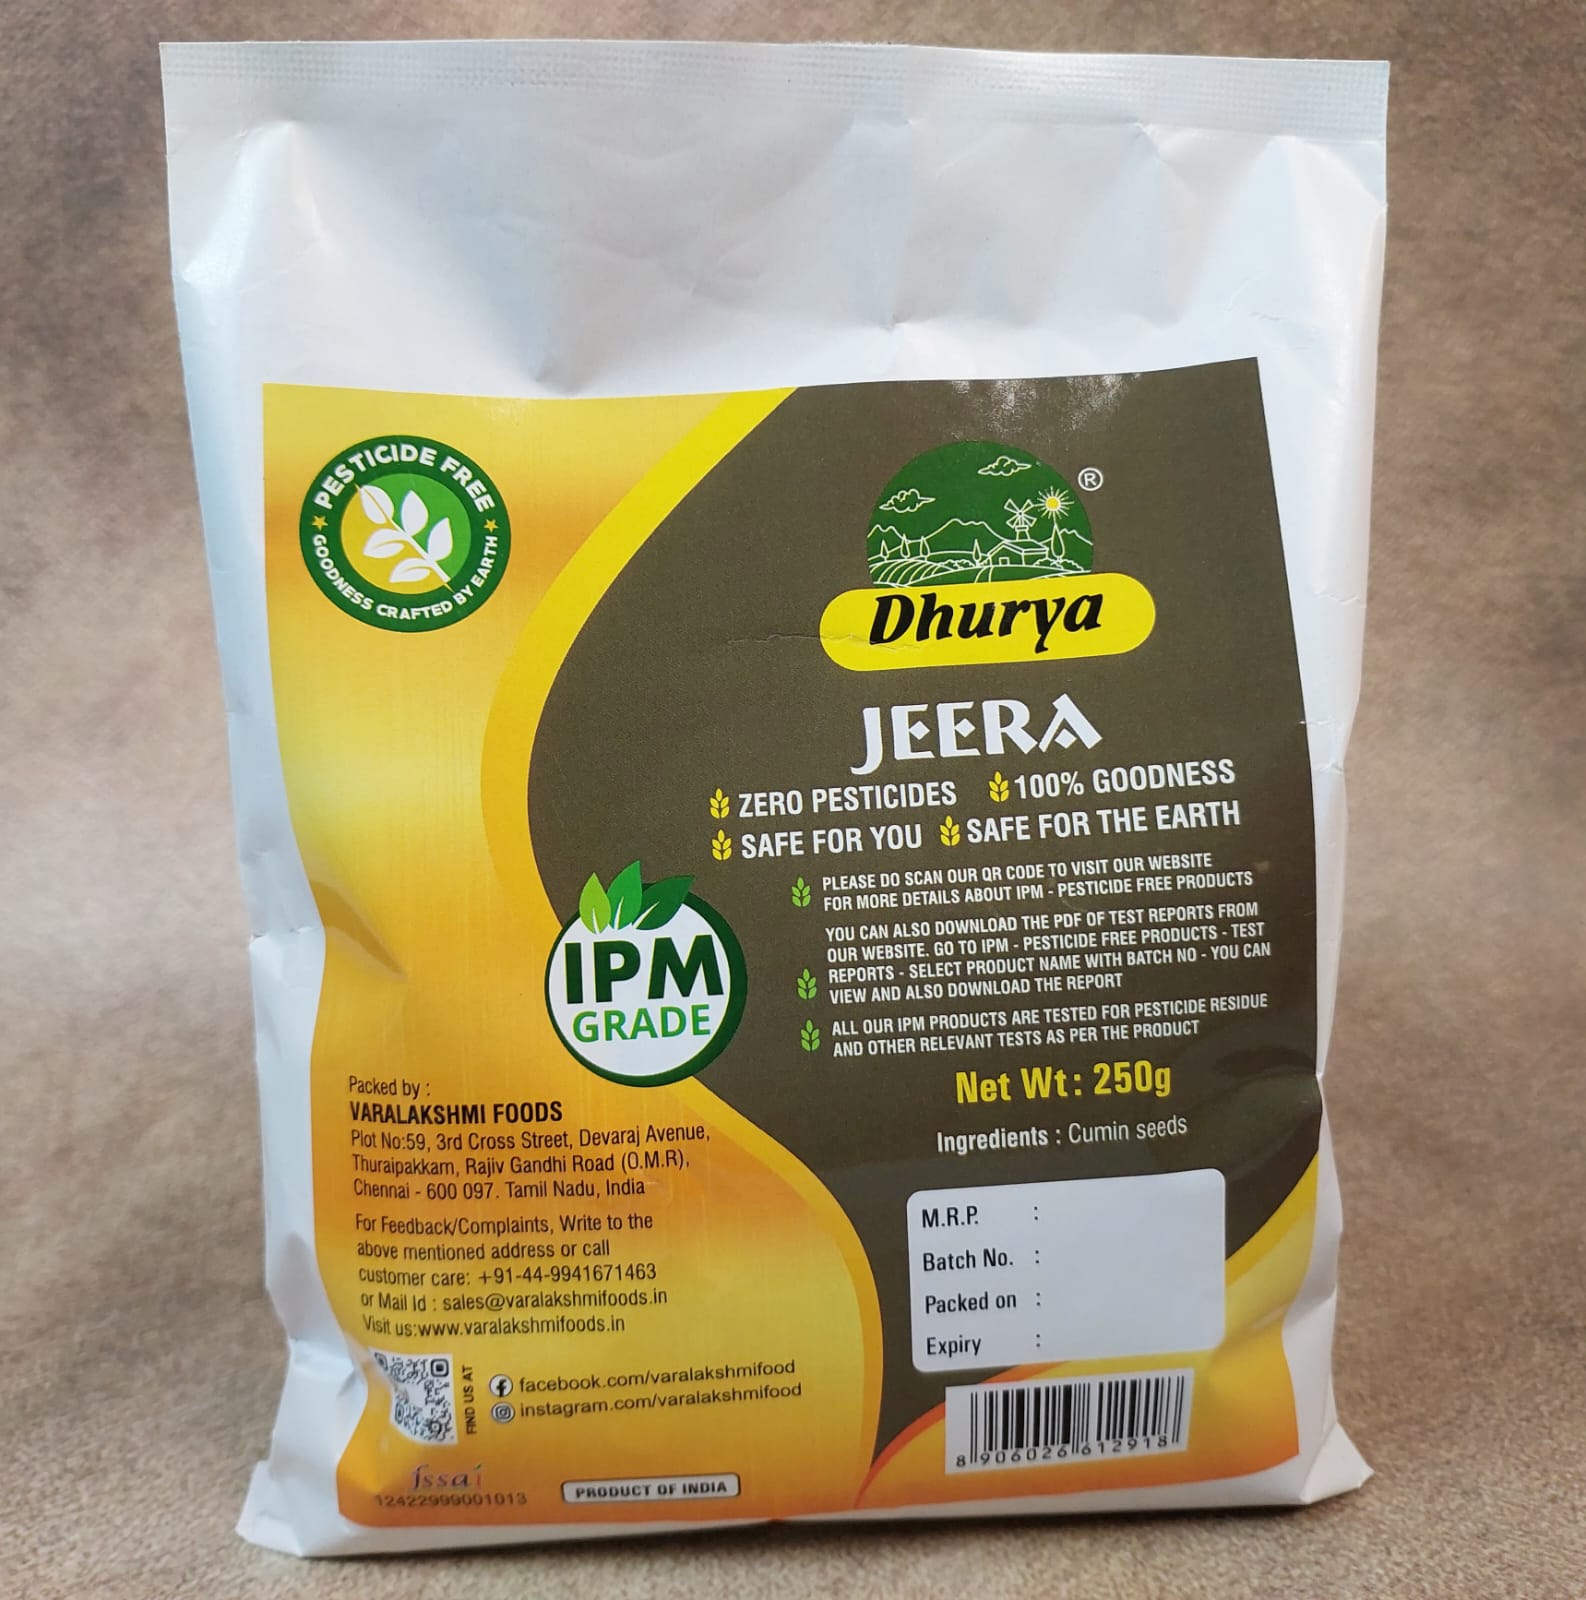 PESTICIDE FREE
GOODNESS CRAFTED BY EARTH
®
Dhurya
JEERA
ZERO PESTICIDES 100% GOODNESS
SAFE FOR YOU SAFE FOR THE EARTH
PLEASE DO SCAN OUR QR CODE TO VISIT OUR WEBSITE
FOR MORE DETAILS ABOUT IPM - PESTICIDE FREE PRODUCTS
YOU CAN ALSO DOWNLOAD THE PDF OF TEST REPORTS FROM
OUR WEBSITE. GO TO IPM - PESTICIDE FREE PRODUCTS - TEST
REPORTS - SELECT PRODUCT NAME WITH BATCH NO - YOU CAN
VIEW AND ALSO DOWNLOAD THE REPORT
ALL OUR IPM PRODUCTS ARE TESTED FOR PESTICIDE RESIDUE
AND OTHER RELEVANT TESTS AS PER THE PRODUCT
IPM
GRADE
Net Wt: 250g
Ingredients : Cumin seeds
Packed by :
VARALAKSHMI FOODS
Plot No:59, 3rd Cross Street, Devaraj Avenue,
Thuraipakkam, Rajiv Gandhi Road (O.M.R),
Chennai - 600 097. Tamil Nadu, India
For Feedback/Complaints, Write to the
above mentioned address or call
customer care: +91-44-9941671463
or Mail Id : sales@varalakshmifoods.in
Visit us:www.varalakshmifoods.in
M.R.P. :
Batch No. :
Packed on :
Expiry :
FIND US AT
facebook.com/varalakshmifood
instagram.com/varalakshmifood
8 906026 612918
fssai
12422999001013
PRODUCT OF INDIA